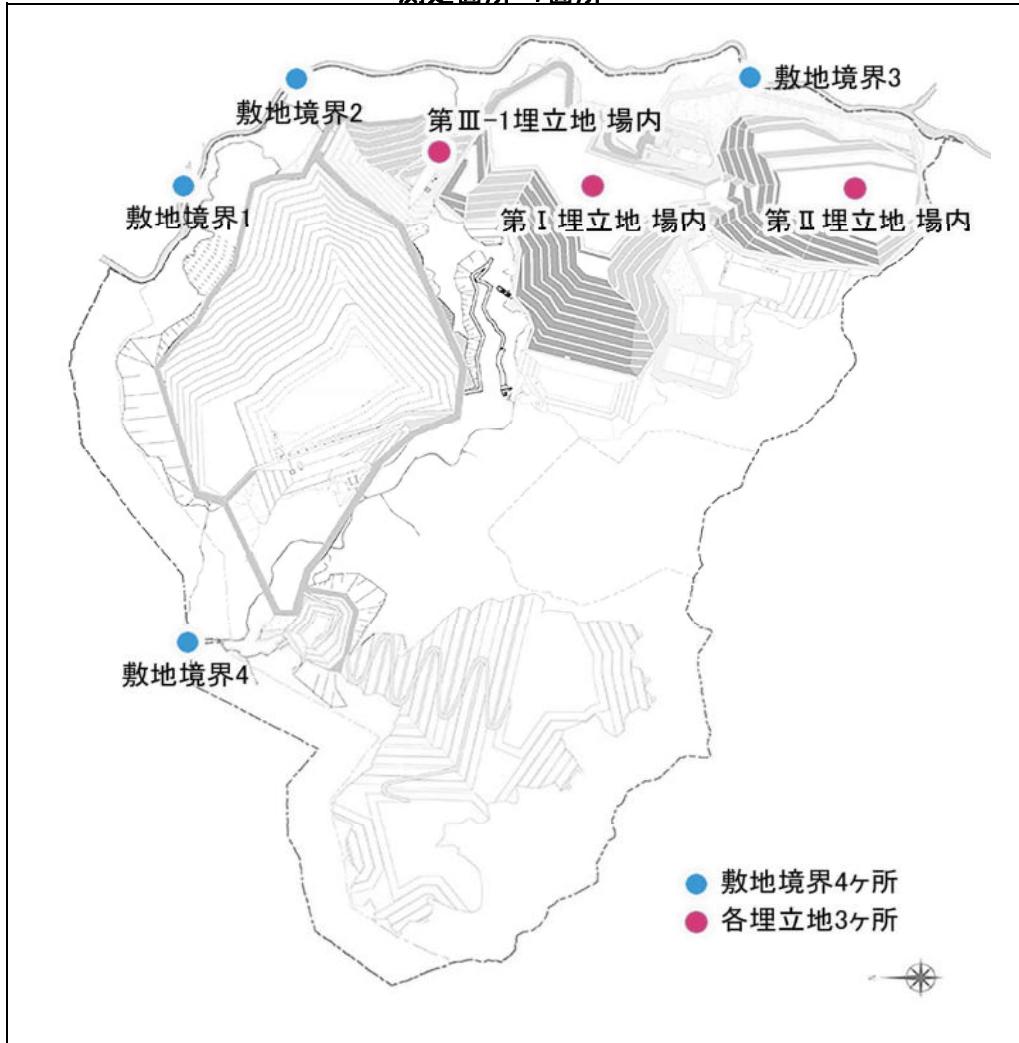 敷地境界3
敷地境界2
第Ⅲ-1埋立地 場内
敷地境界1
第Ⅰ埋立地 場内
第Ⅱ埋立地 場内
敷地境界4
敷地境界4ヶ所
各埋立地3ヶ所